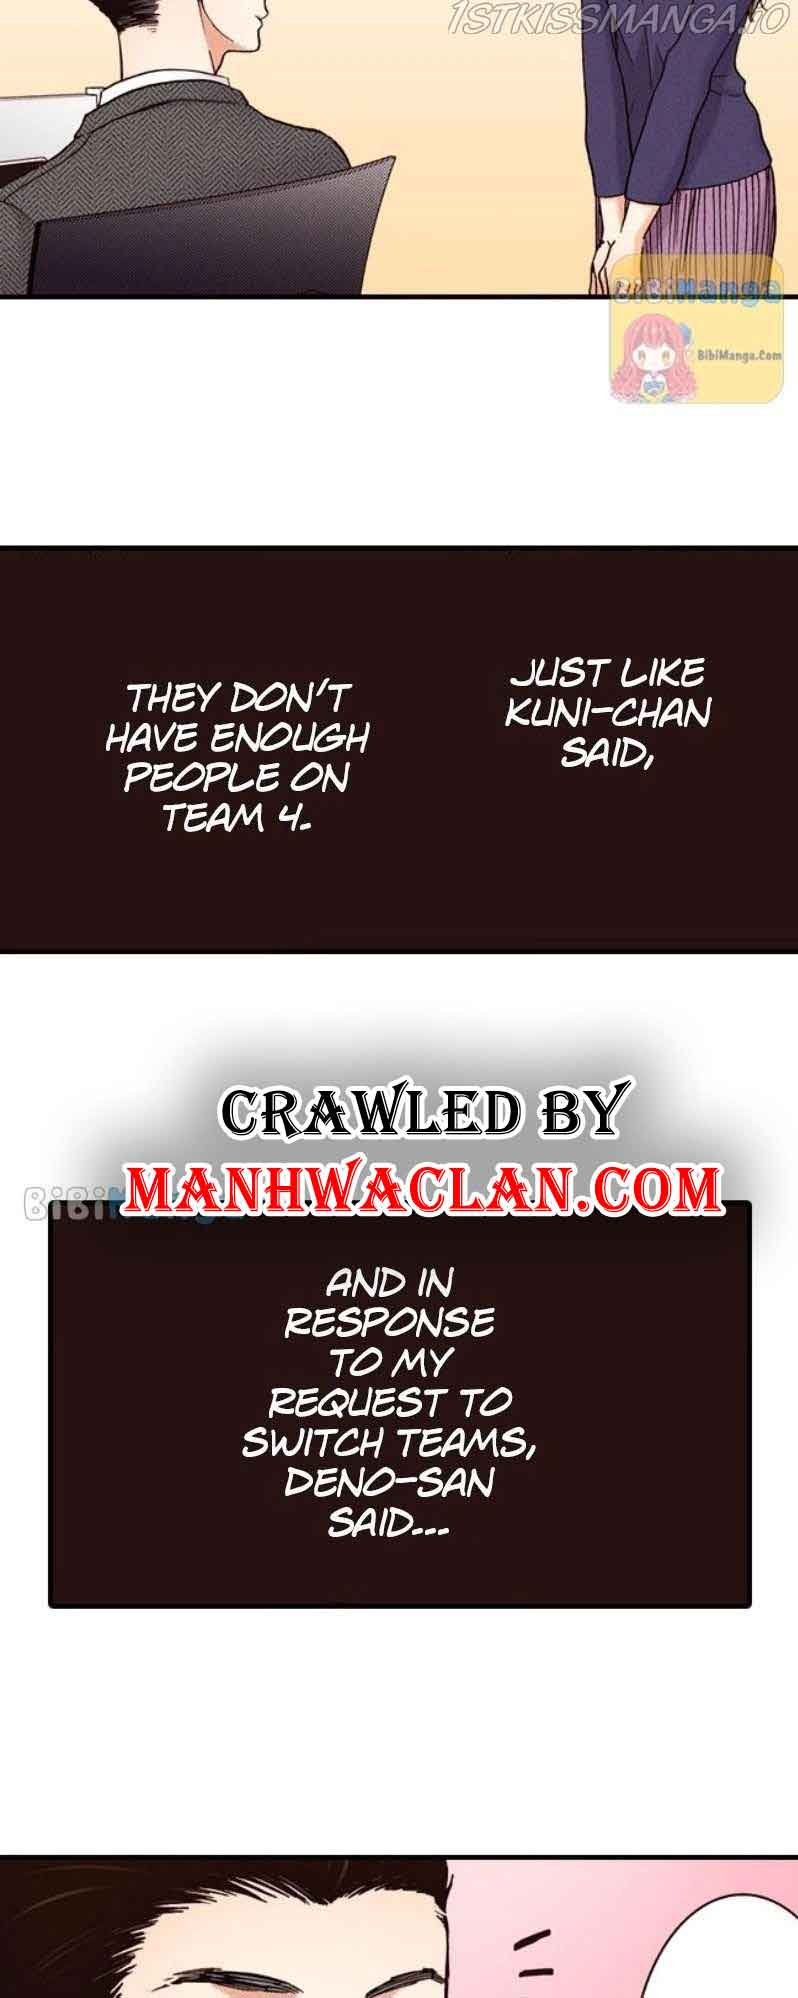 1STKISSMANGA.IO
BiBiManga
BibiManga.Com
JUST LIKE
KUNI-CHAN
SAID,
THEY DON'T
HAVE ENOUGH
PEOPLE ON
TEAM 4.
CRAWLED BY
MANHWACLAN.COM
BiBiManga
AND IN
RESPONSE
TO MY
REQUEST TO
SWITCH TEAMS,
DENO-SAN
SAID...